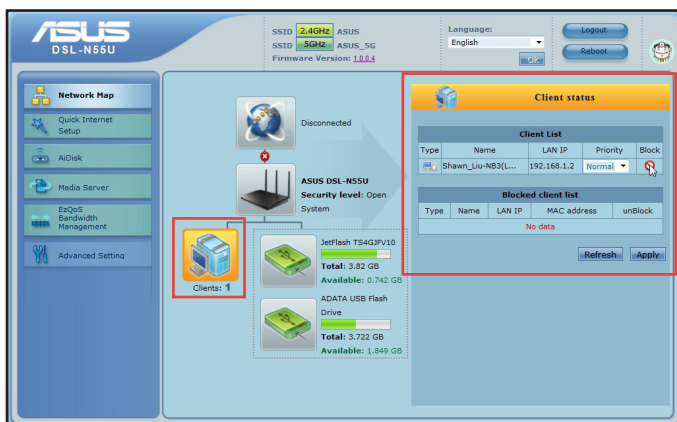 ASUS
DSL-N55U
SSID 2.4GHz ASUS
SSID 5GHz ASUS_5G
Firmware Version: 1.0.0.4
Language:
English
OK
Logout
Reboot
Network Map
Quick Internet
Setup
AiDisk
Media Server
EzQoS
Bandwidth
Management
Advanced Setting
Disconnected
ASUS DSL-N55U
Security level: Open
System
Clients: 1
JetFlash TS4GJFV10
Total: 3.82 GB
Available: 0.742 GB
ADATA USB Flash
Drive
Total: 3.722 GB
Available: 1.849 GB
Client status
Client List
Type Name LAN IP Priority Block
Shawn_Liu-NB3(L... 192.168.1.2 Normal
Blocked client list
Type Name LAN IP MAC address unBlock
No data
Refresh Apply